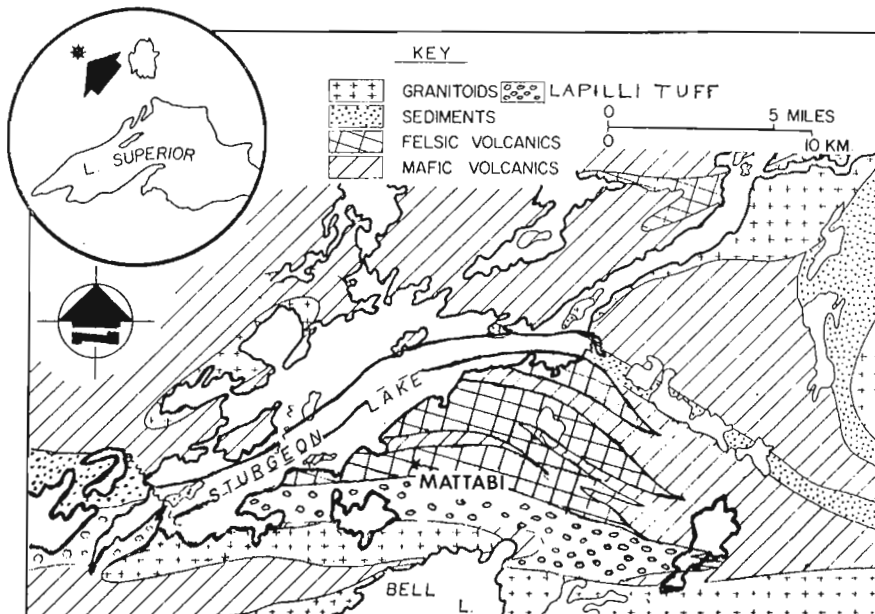 KEY
GRANITOIDS LAPILLI TUFF
SEDIMENTS
FELSIC VOLCANICS
MAFIC VOLCANICS
0 5 MILES
0 10 KM.
L. SUPERIOR
STURGEON LAKE
MATTABI
BELL
L.